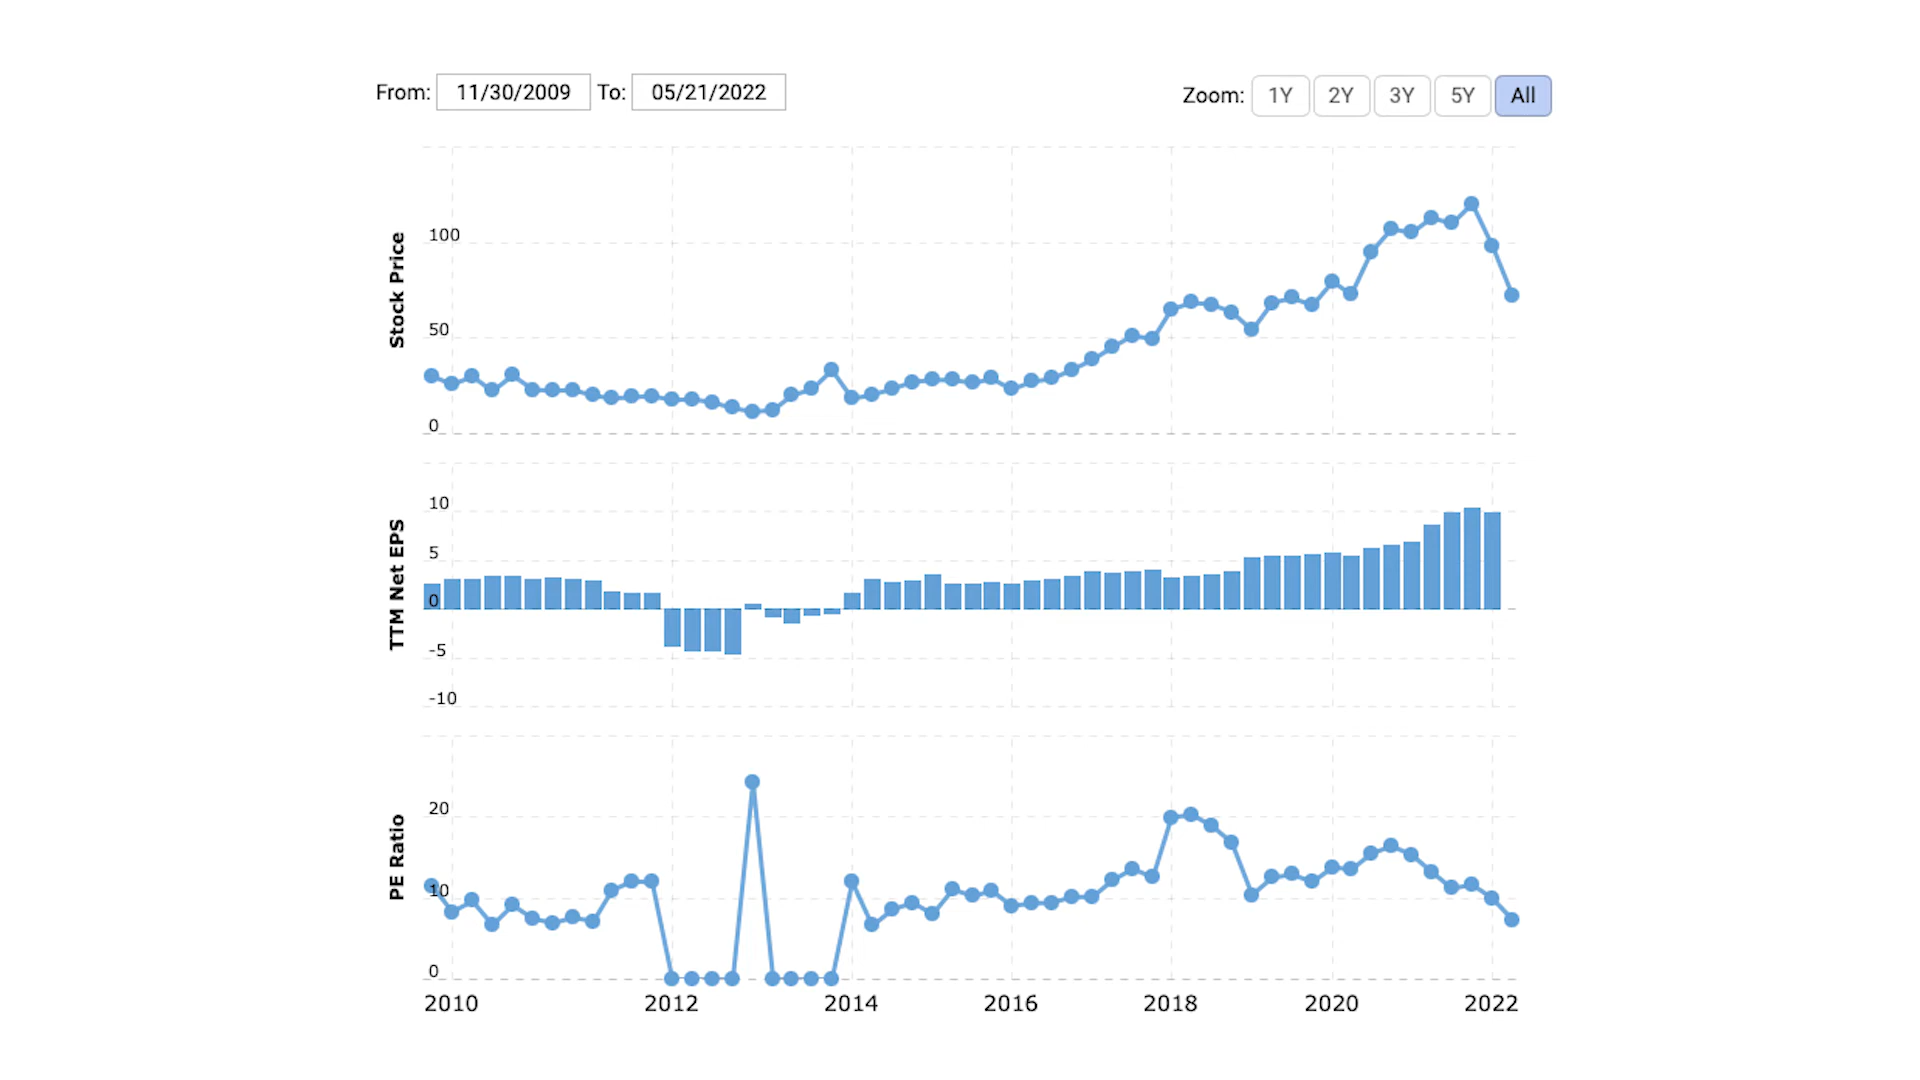 From: 11/30/2009 To: 05/21/2022 Zoom: 1Y 2Y 3Y 5Y All
Stock Price
100
50
0
TTM Net EPS
10
5
0
-5
-10
PE Ratio
20
10
0
2010 2012 2014 2016 2018 2020 2022